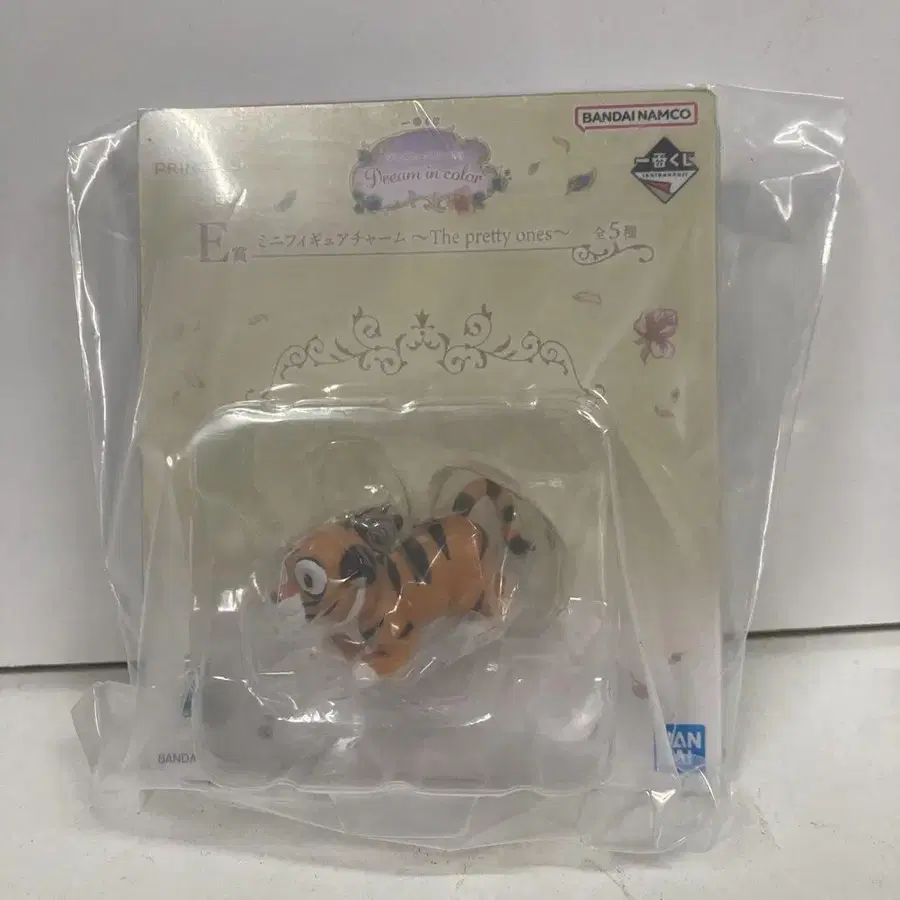 BANDAI NAMCO
一番くじ
Dream in color
E賞 ミニフィギュアチャーム ～The pretty ones～ 全5種